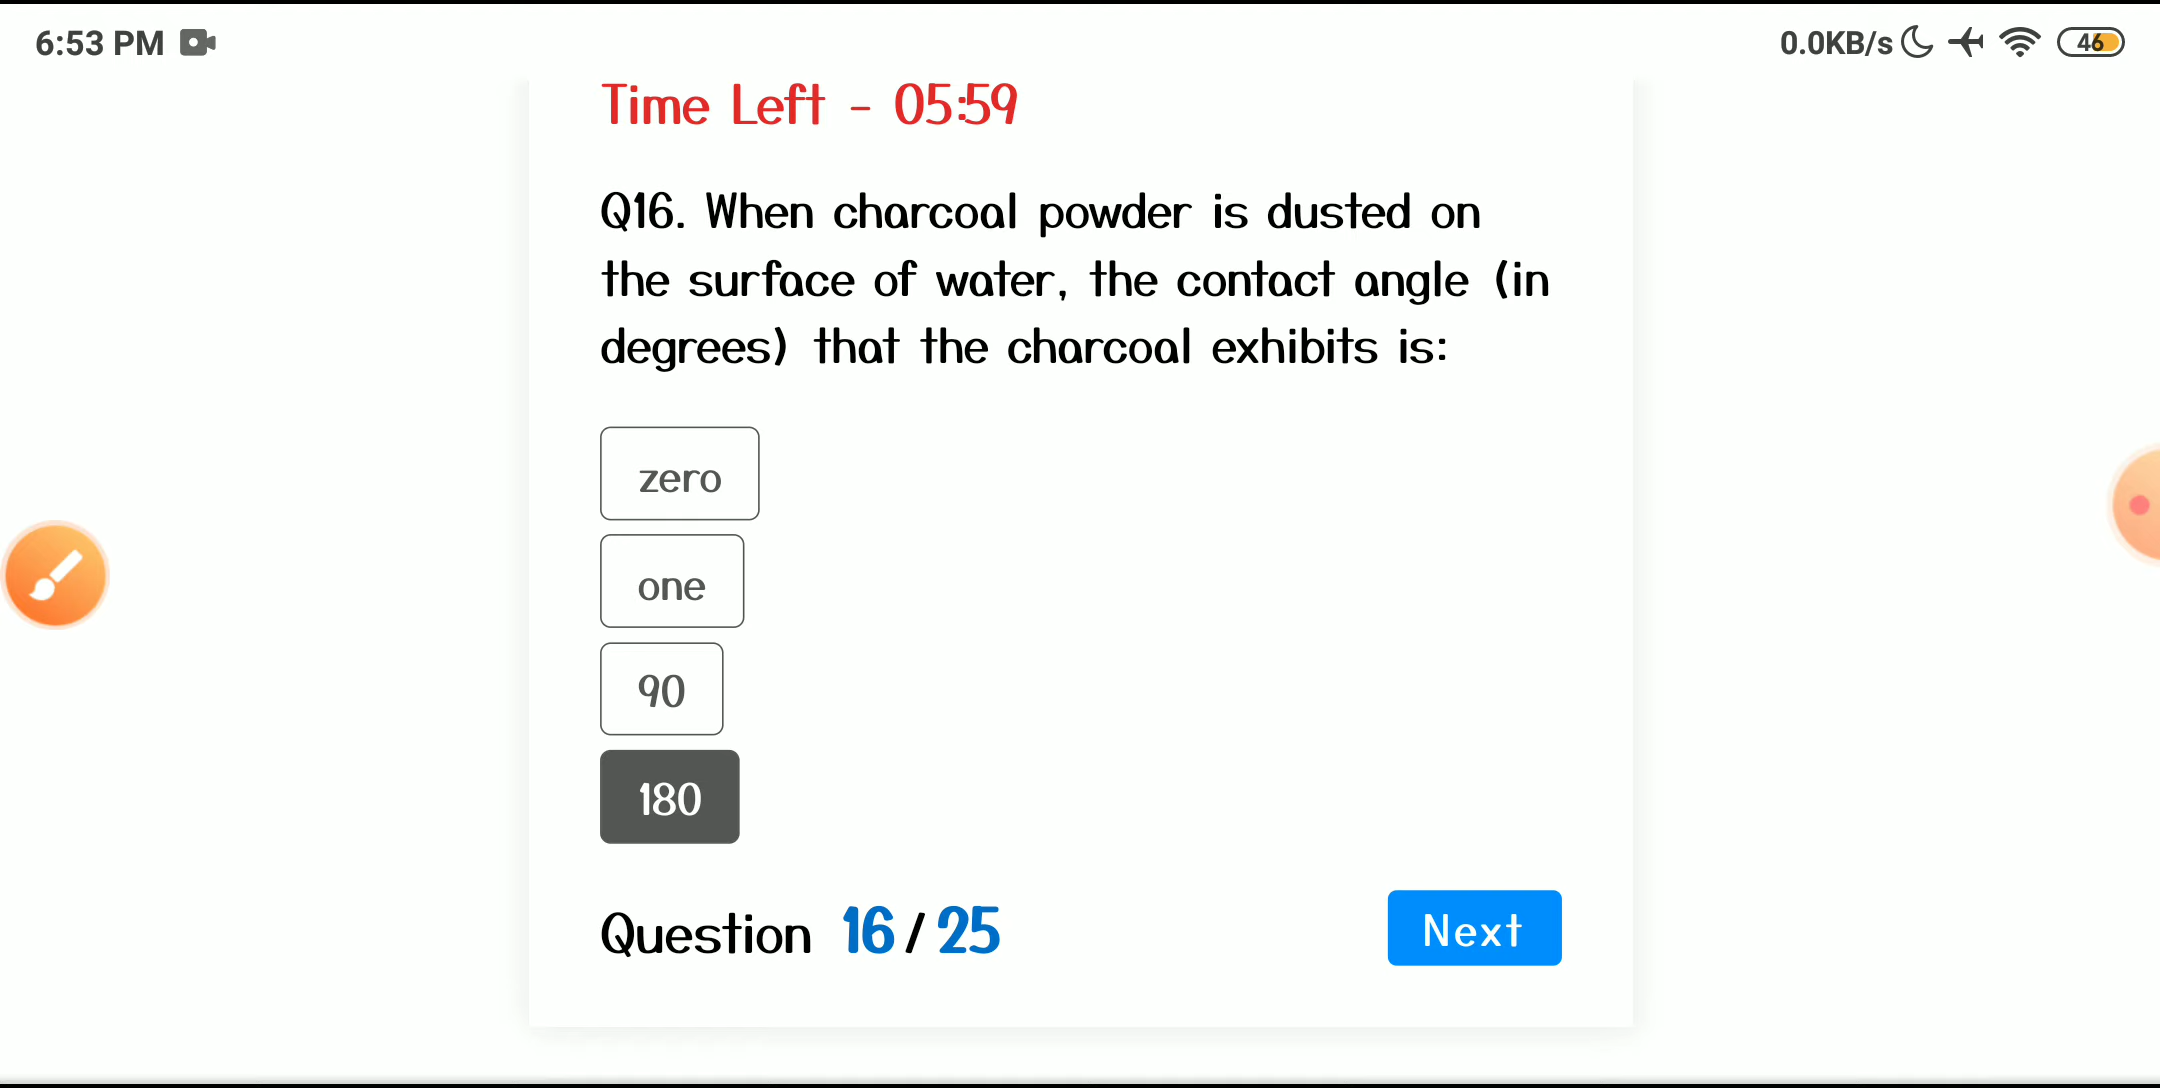 6:53 PM
0.0KB/s
46
Time Left - 05:59
Q16. When charcoal powder is dusted on
the surface of water, the contact angle (in
degrees) that the charcoal exhibits is:
zero
one
90
180
Question 16/25
Next